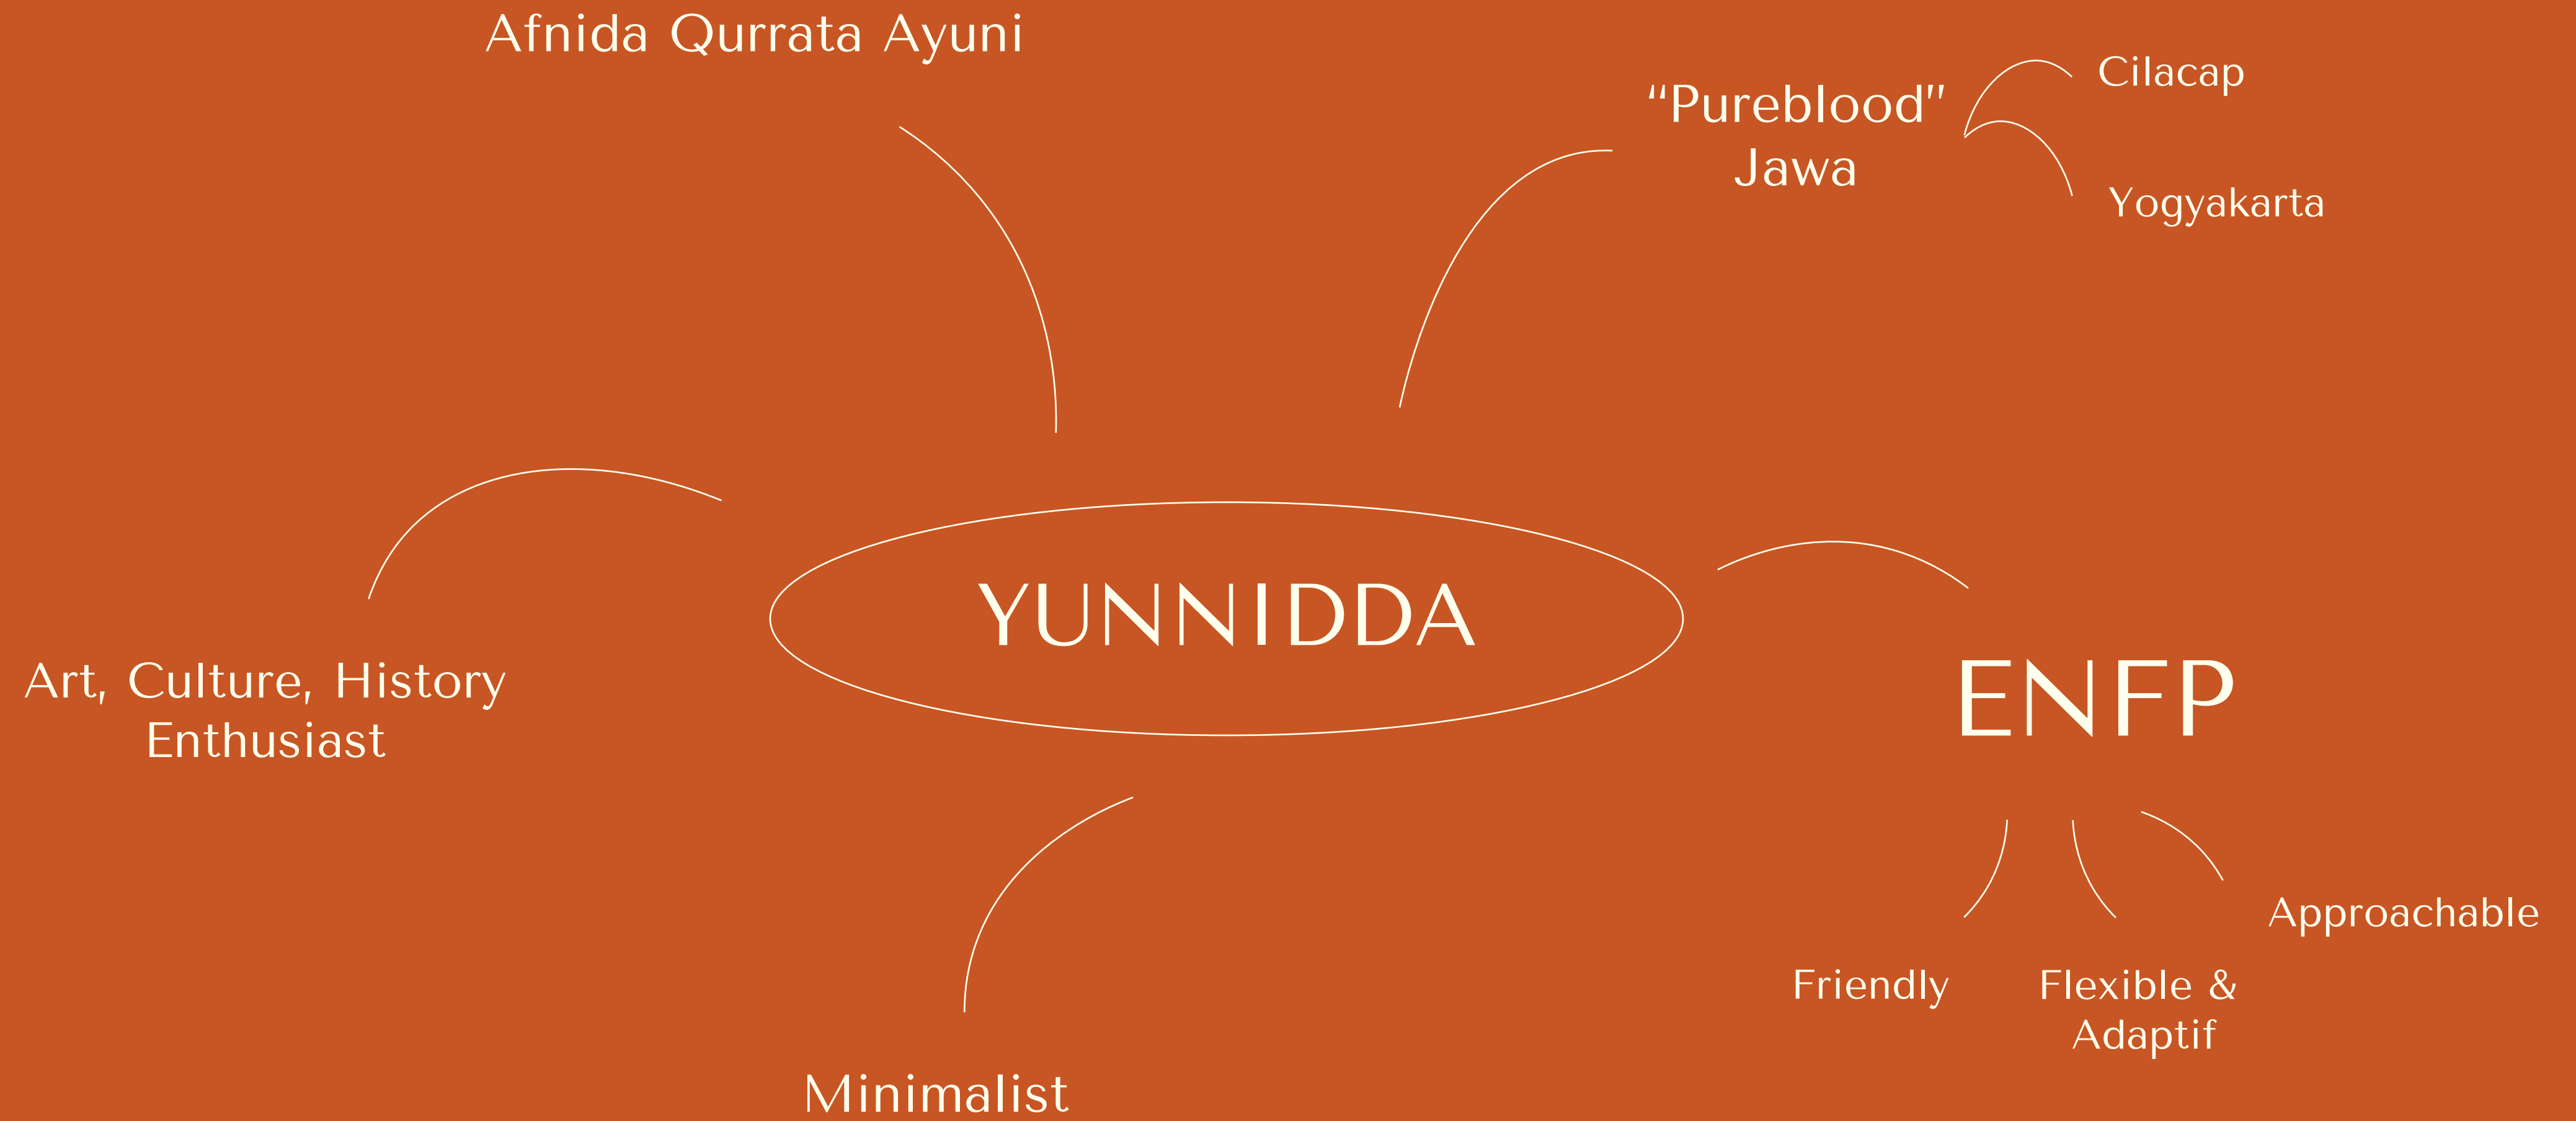 Afnida Qurrata Ayuni
“Pureblood”
Jawa
Cilacap
Yogyakarta
YUNNIDDA
Art, Culture, History
Enthusiast
ENFP
Approachable
Friendly
Flexible &
Adaptif
Minimalist